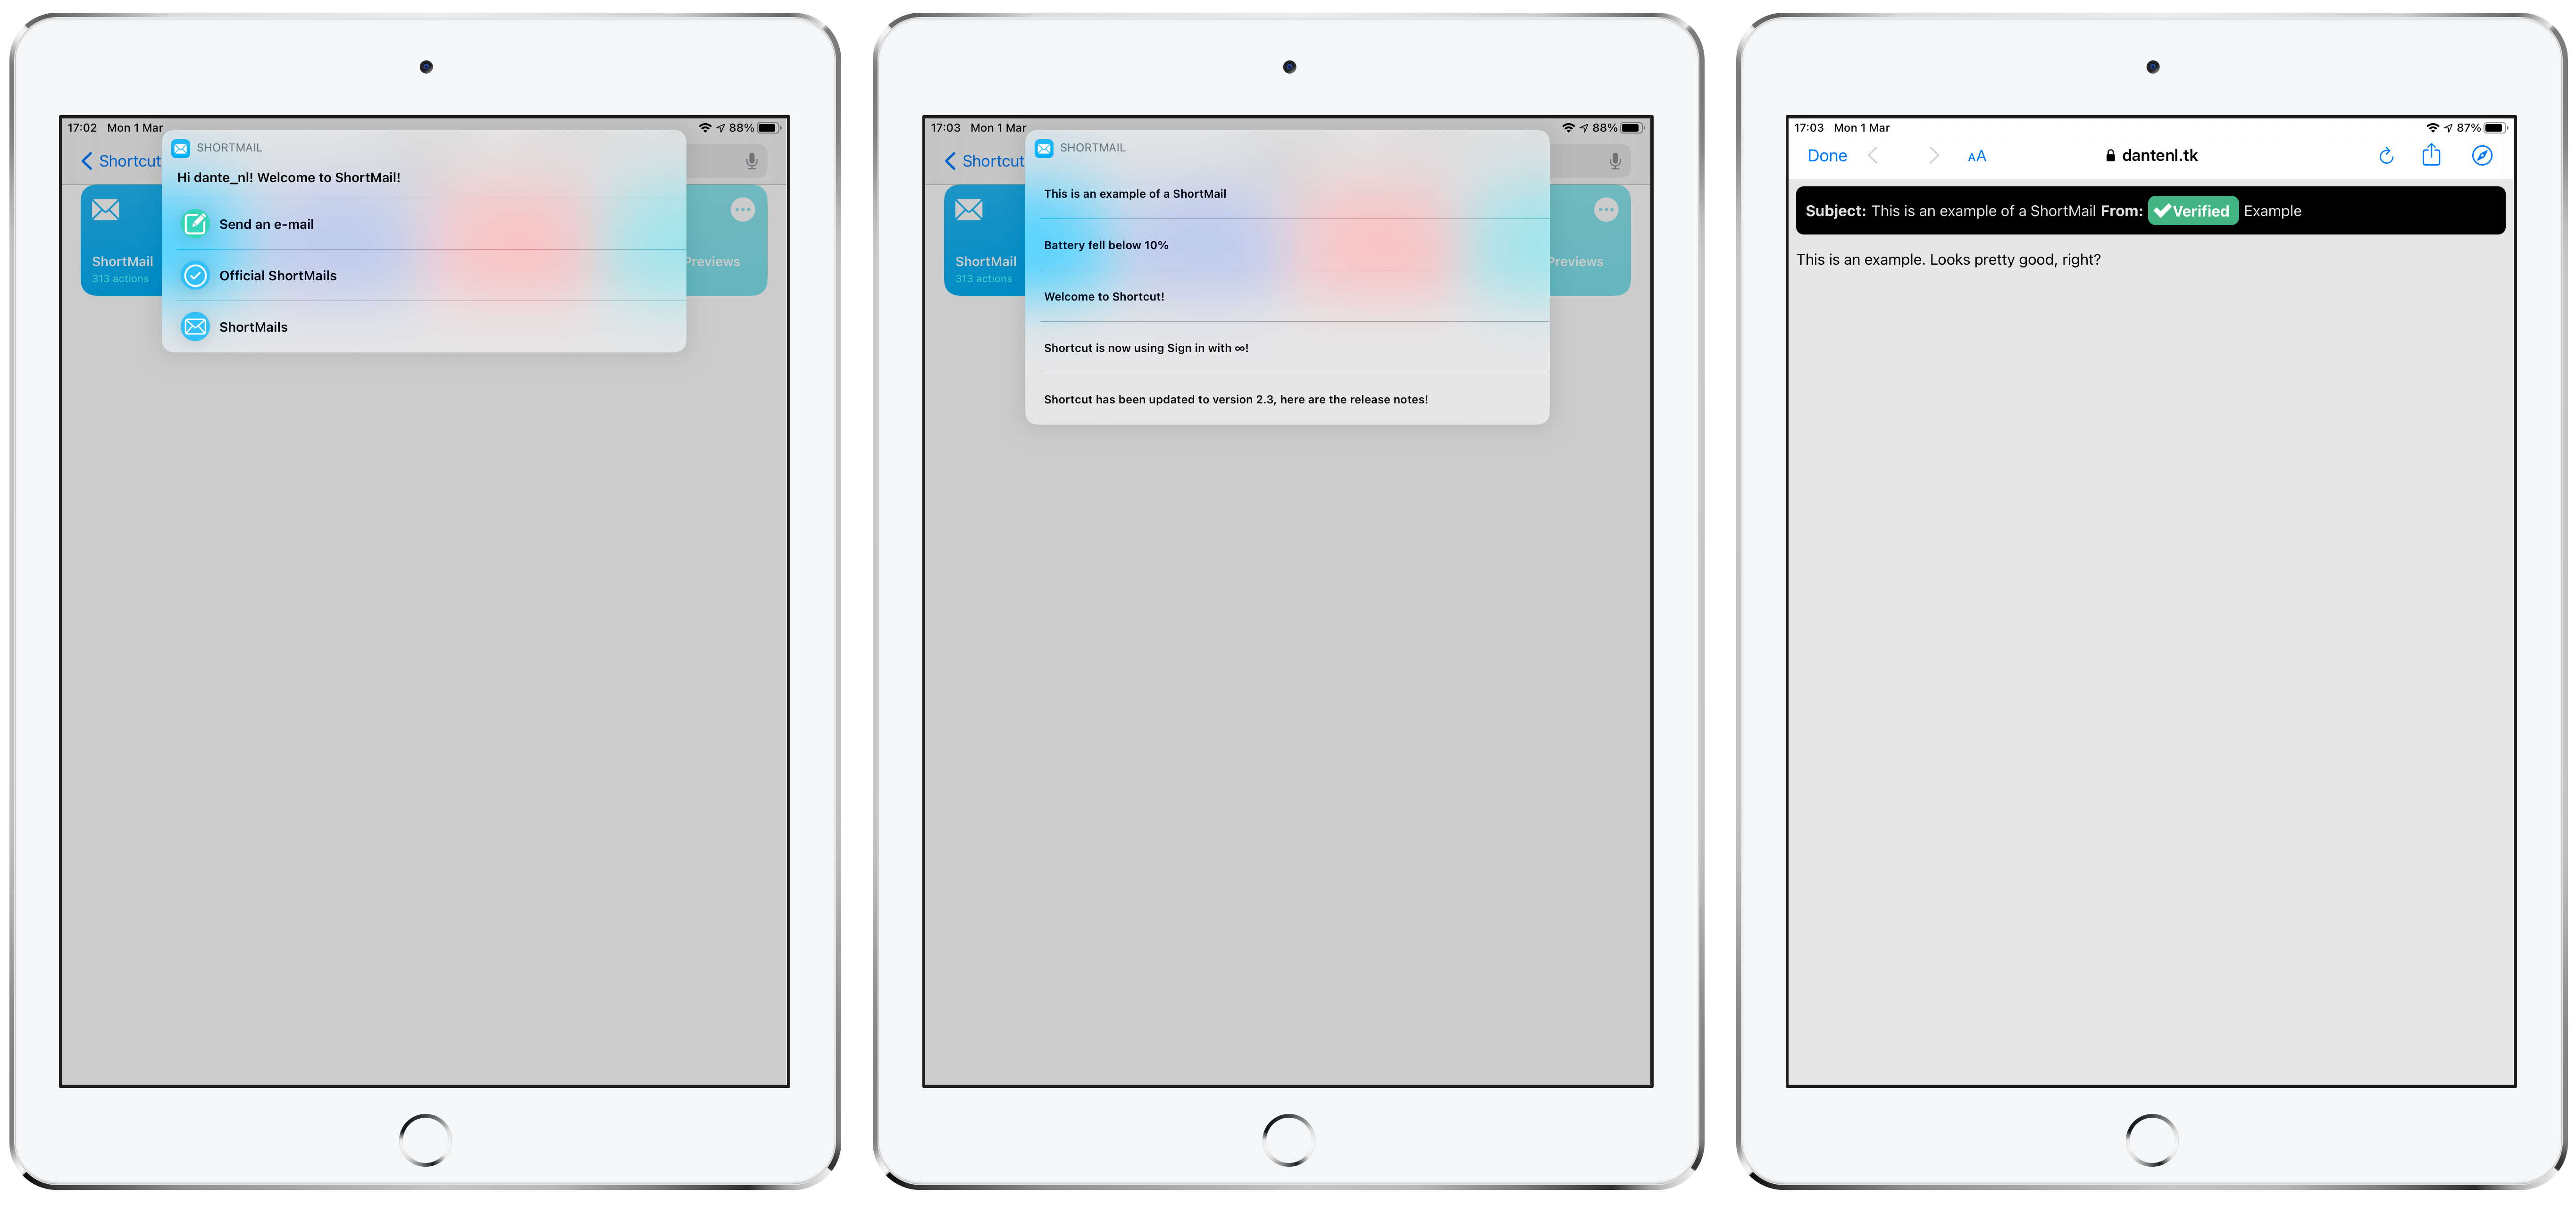 17:02 Mon 1 Mar
88%
Shortcut
SHORTMAIL
Hi dante_nl! Welcome to ShortMail!
Send an e-mail
Official ShortMails
ShortMails
ShortMail
313 actions
Previews
17:03 Mon 1 Mar
88%
Shortcut
SHORTMAIL
This is an example of a ShortMail
Battery fell below 10%
Welcome to Shortcut!
Shortcut is now using Sign in with ∞!
Shortcut has been updated to version 2.3, here are the release notes!
ShortMail
313 actions
Previews
17:03 Mon 1 Mar
87%
Done
AA
dantenl.tk
Subject: This is an example of a ShortMail From: Verified Example
This is an example. Looks pretty good, right?